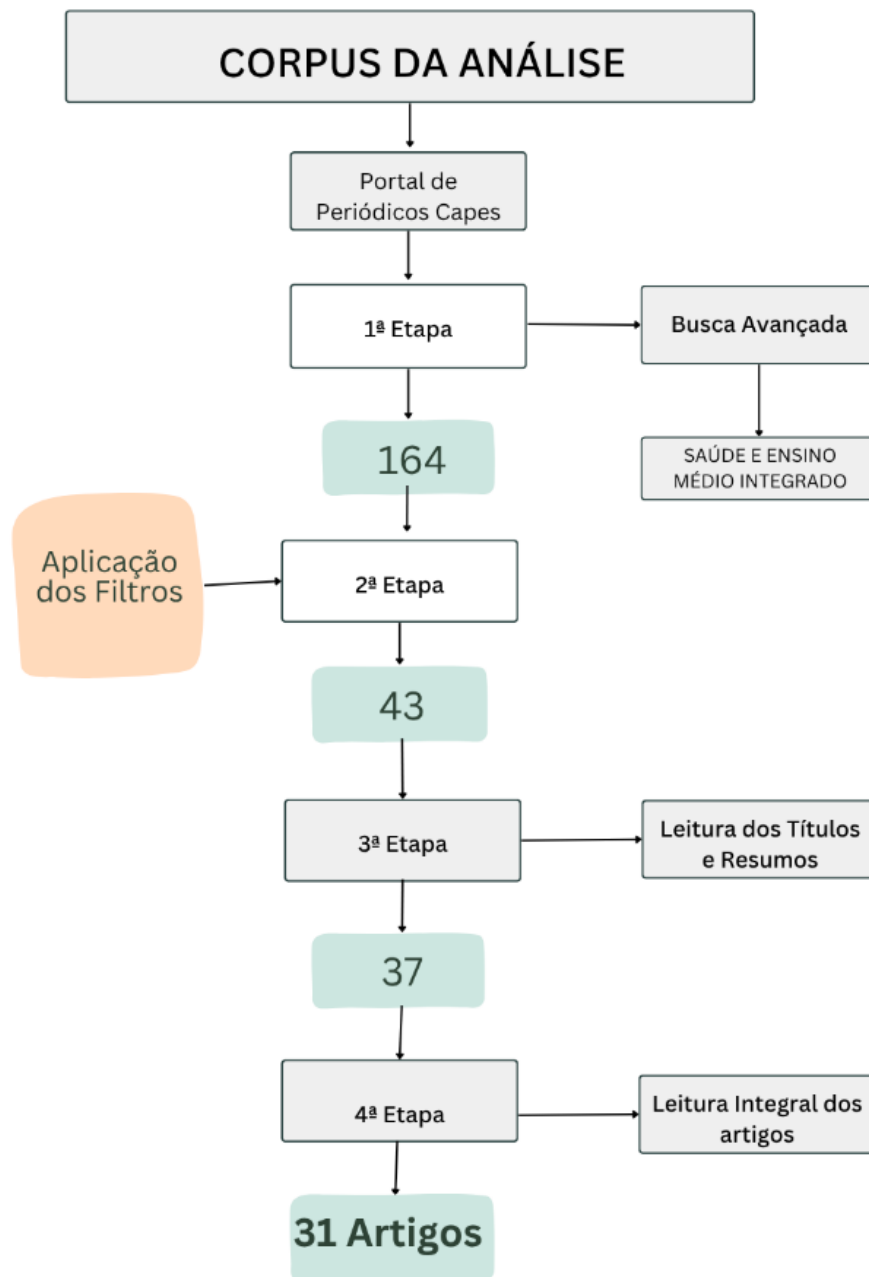 CORPUS DA ANÁLISE
Portal de
Periódicos Capes
1ª Etapa
Busca Avançada
164
SAÚDE E ENSINO
MÉDIO INTEGRADO
Aplicação
dos Filtros
2ª Etapa
43
3ª Etapa
Leitura dos Títulos
e Resumos
37
4ª Etapa
Leitura Integral dos
artigos
31 Artigos